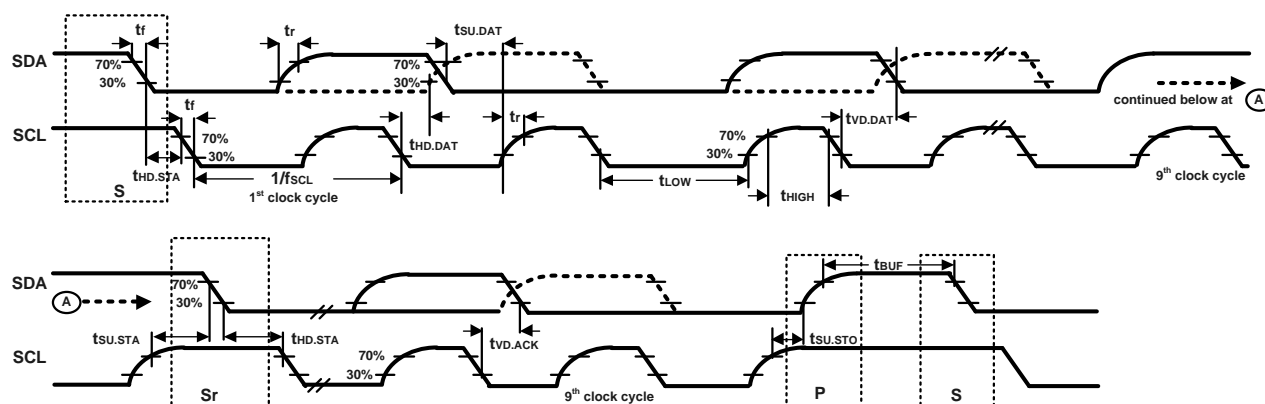 tf
tr
tSU.DAT
SDA
70%
30%
70%
30%
continued below at A
tf
tHD.DAT
tr
tVD.DAT
SCL
70%
30%
70%
30%
tHD.STA
1/fSCL
1st clock cycle
tLOW
tHIGH
9th clock cycle
S
SDA
70%
30%
A
tBUF
tSU.STA
tHD.STA
tVD.ACK
tSU.STO
SCL
70%
30%
9th clock cycle
Sr
P
S